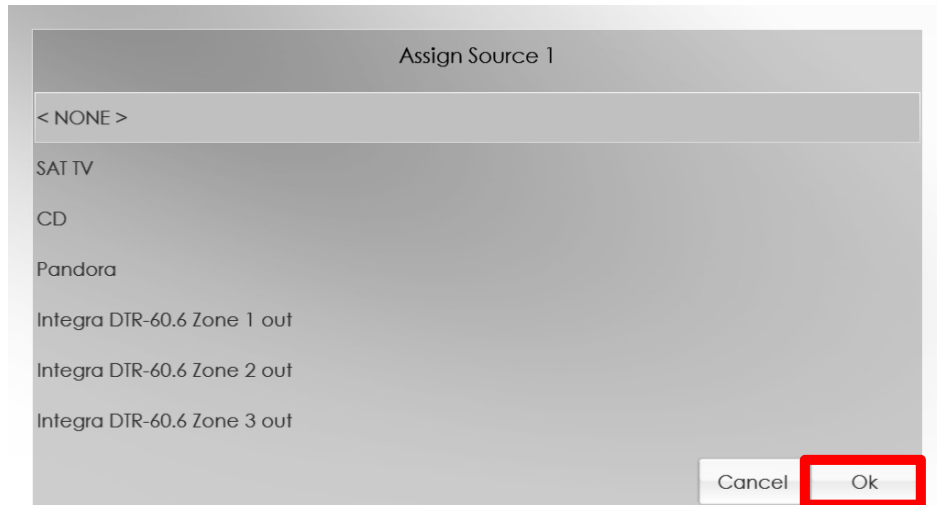 Assign Source 1
< NONE >
SAT TV
CD
Pandora
Integra DTR-60.6 Zone 1 out
Integra DTR-60.6 Zone 2 out
Integra DTR-60.6 Zone 3 out
Cancel Ok